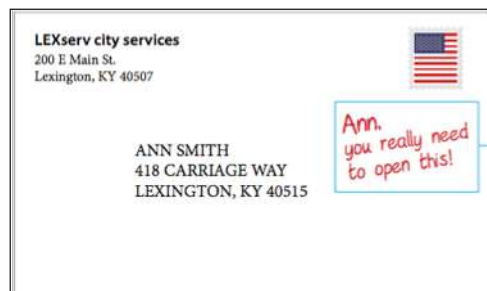 LEXserv city services
200 E Main St.
Lexington, KY 40507
Ann,
you really need
to open this!
ANN SMITH
418 CARRIAGE WAY
LEXINGTON, KY 40515